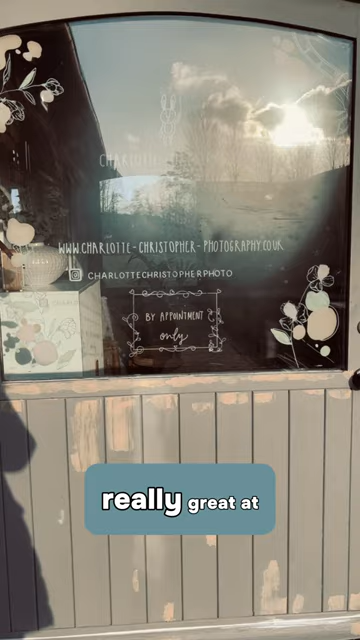 WWW.CHARLOTTE-CHRISTOPHER-PHOTOGRAPHY.CO.UK
CHARLOTTECHRISTOPHERPHOTO
BY APPOINTMENT
only
really great at